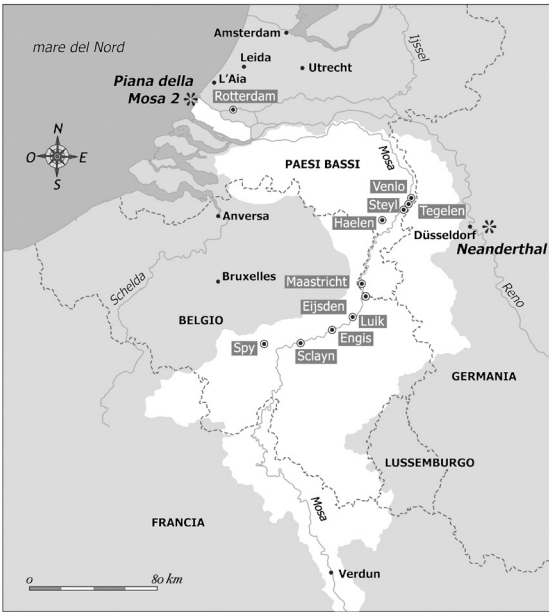 Amsterdam
mare del Nord
Leida
Utrecht
IJssel
L'Aia
Piana della
Mosa 2
Rotterdam
N
O
E
S
Mosa
PAESI BASSI
Venlo
Steyl
Tegelen
Haelen
Anversa
Düsseldorf
Neanderthal
Schelda
Bruxelles
Maastricht
Reno
Eijsden
BELGIO
Luik
Engis
Spy
Sclayn
GERMANIA
LUSSEMBURGO
Mosa
FRANCIA
Verdun
0
80 km